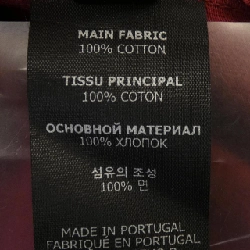 MAIN FABRIC
100% COTTON
TISSU PRINCIPAL
100% COTON
ОСНОВНОЙ МАТЕРИАЛ
100% ХЛОПОК
섬유의 조성
100% 면
MADE IN PORTUGAL
FABRIQUÉ EN PORTUGAL